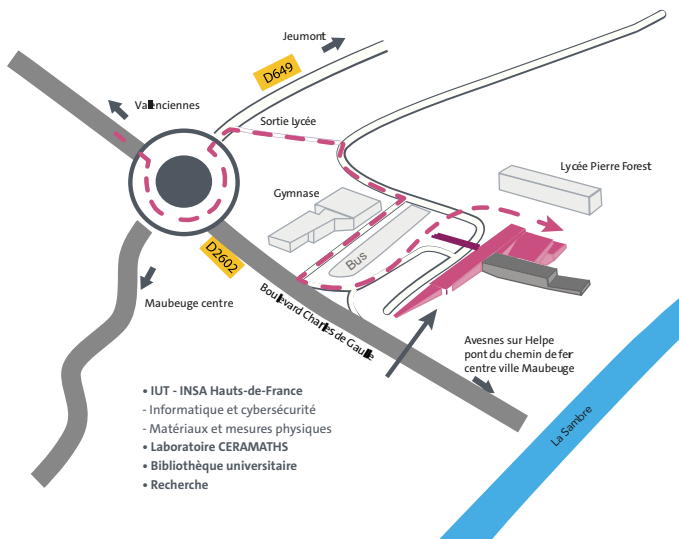 Jeumont
D649
Valenciennes
Sortie Lycée
Lycée Pierre Forest
Gymnase
Bus
D2602
Maubeuge centre
Boulevard Charles de Gaulle
Avesnes sur Helpe
pont du chemin de fer
centre ville Maubeuge
La Sambre
• IUT - INSA Hauts-de-France
- Informatique et cybersécurité
- Matériaux et mesures physiques
• Laboratoire CERAMATHS
• Bibliothèque universitaire
• Recherche